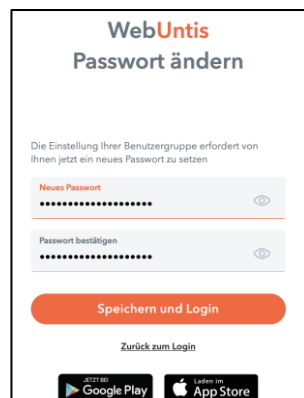 WebUntis
Passwort ändern
Die Einstellung Ihrer Benutzergruppe erfordert von
Ihnen jetzt ein neues Passwort zu setzen
Neues Passwort
••••••••••••••••••••
Passwort bestätigen
••••••••••••••••••••
Speichern und Login
Zurück zum Login
JETZT BEI
Google Play
Laden im
App Store